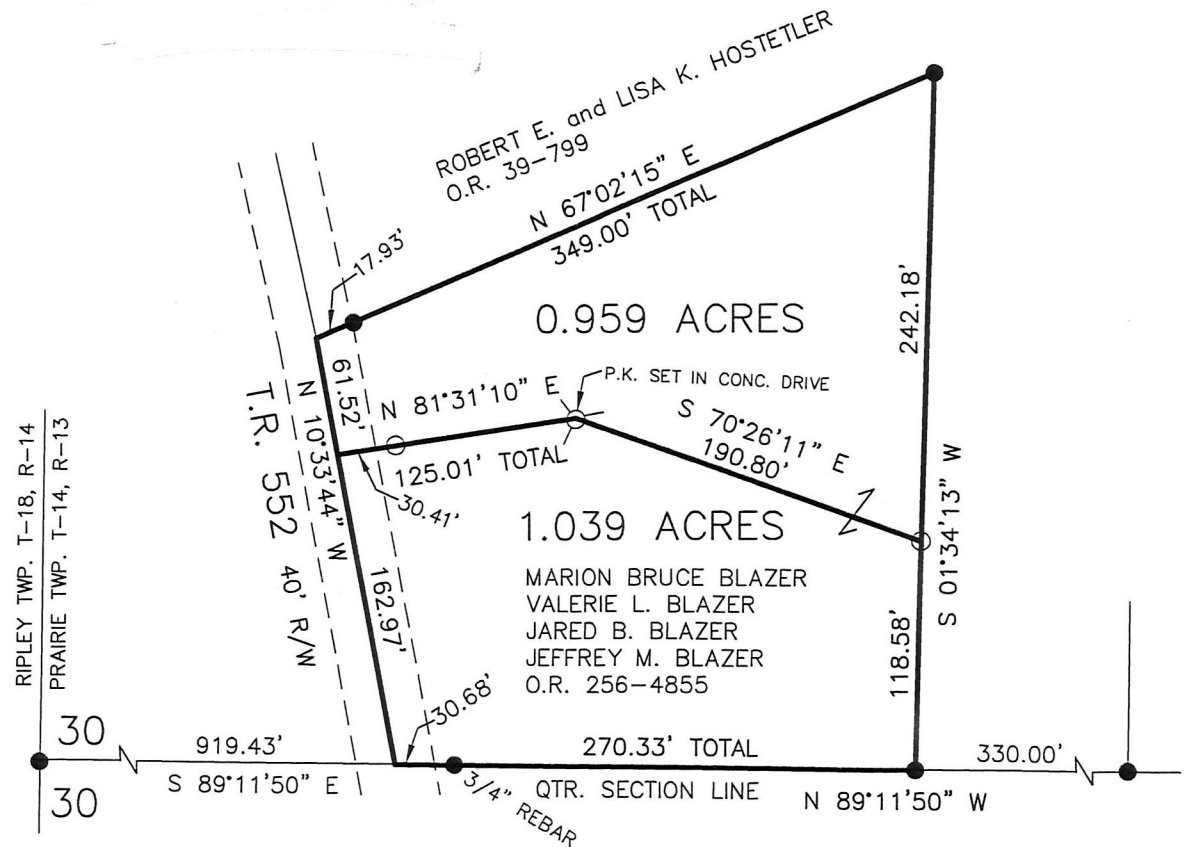 ROBERT E. and LISA K. HOSTETLER
O.R. 39-799
N 67°02'15" E
349.00' TOTAL
17.93'
0.959 ACRES
242.18'
P.K. SET IN CONC. DRIVE
61.52'
N 81°31'10" E
125.01' TOTAL
30.41'
S 70°26'11" E
190.80'
T.R. 552 40' R/W
N 10°33'44" W
162.97'
1.039 ACRES
MARION BRUCE BLAZER
VALERIE L. BLAZER
JARED B. BLAZER
JEFFREY M. BLAZER
O.R. 256-4855
S 01°34'13" W
118.58'
RIPLEY TWP. T-18, R-14
PRAIRIE TWP. T-14, R-13
30
30
919.43'
S 89°11'50" E
30.68'
3/4" REBAR
270.33' TOTAL
QTR. SECTION LINE
N 89°11'50" W
330.00'